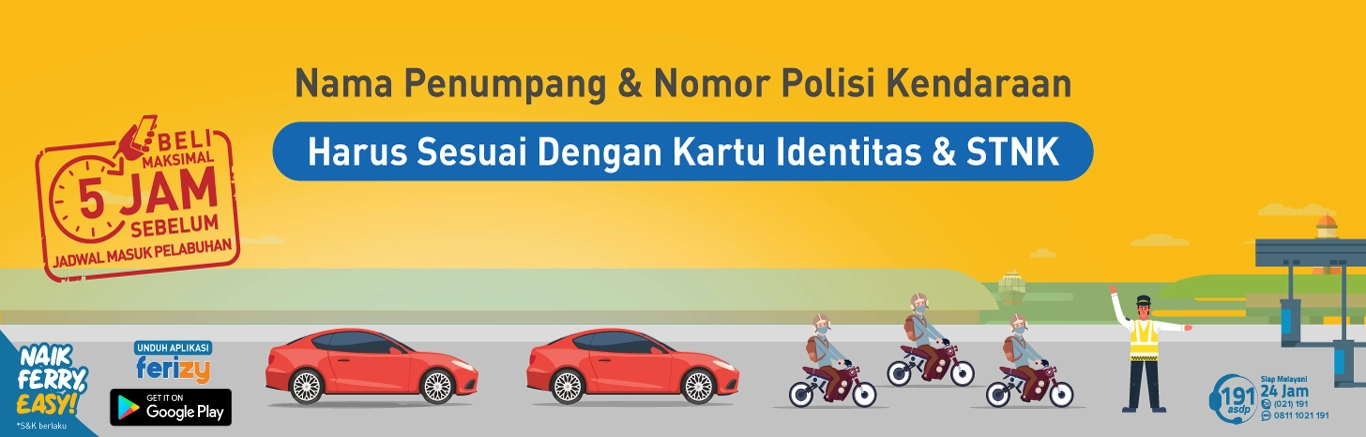 Nama Penumpang & Nomor Polisi Kendaraan
Harus Sesuai Dengan Kartu Identitas & STNK
BELI
MAKSIMAL
5 JAM
SEBELUM
JADWAL MASUK PELABUHAN
NAIK
FERRY,
EASY!
*S&K berlaku
UNDUH APLIKASI
ferizy
GET IT ON
Google Play
191
asdp
Siap Melayani
24 Jam
(021) 191
0811 1021 191